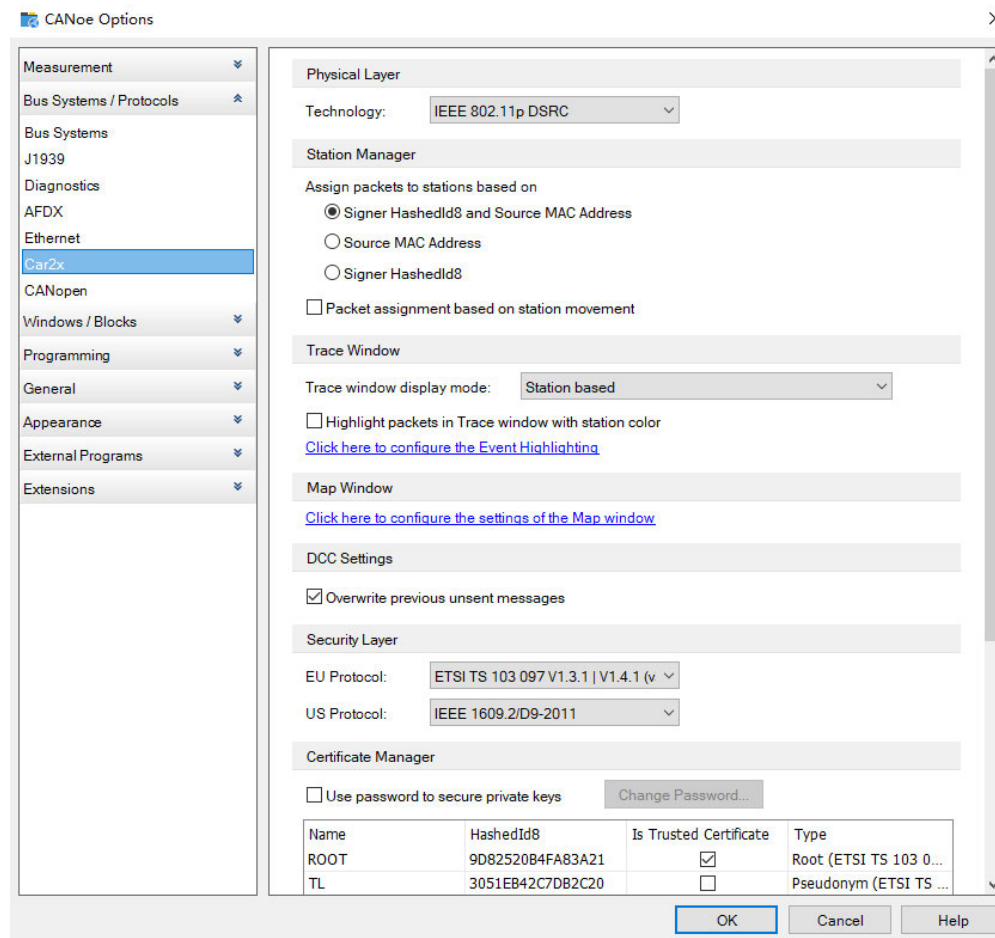 CANoe Options
Measurement
Bus Systems / Protocols
Bus Systems
J1939
Diagnostics
AFDX
Ethernet
Car2x
CANopen
Windows / Blocks
Programming
General
Appearance
External Programs
Extensions
Physical Layer
Technology: IEEE 802.11p DSRC
Station Manager
Assign packets to stations based on
Signer HashedId8 and Source MAC Address
Source MAC Address
Signer HashedId8
Packet assignment based on station movement
Trace Window
Trace window display mode: Station based
Highlight packets in Trace window with station color
Click here to configure the Event Highlighting
Map Window
Click here to configure the settings of the Map window
DCC Settings
Overwrite previous unsent messages
Security Layer
EU Protocol: ETSI TS 103 097 V1.3.1 | V1.4.1 (v
US Protocol: IEEE 1609.2/D9-2011
Certificate Manager
Use password to secure private keys Change Password...
Name HashedId8 Is Trusted Certificate Type
ROOT 9D82520B4FA83A21 Root (ETSI TS 103 0...
TL 3051EB42C7DB2C20 Pseudonym (ETSI TS ...
OK Cancel Help